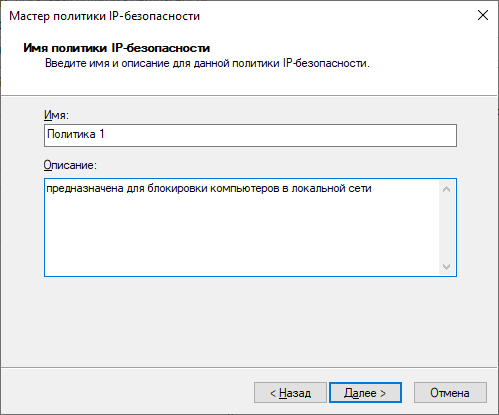 Мастер политики IP-безопасности
Имя политики IP-безопасности
Введите имя и описание для данной политики IP-безопасности.
Имя:
Политика 1
Описание:
предназначена для блокировки компьютеров в локальной сети
< Назад
Далее >
Отмена